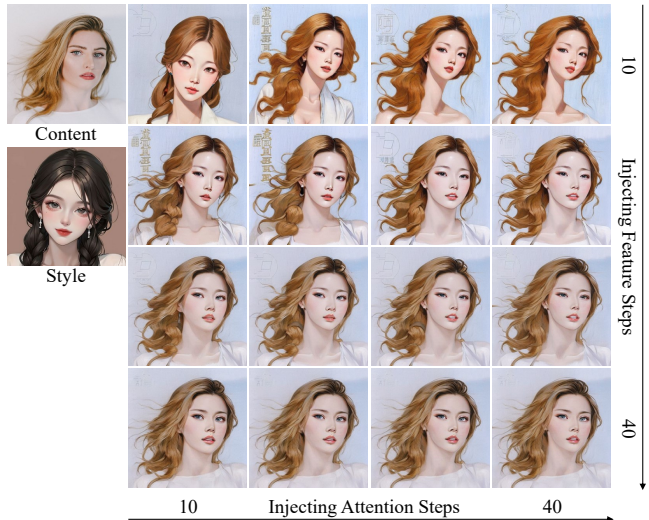 Content
Style
10
Injecting Feature Steps
40
10
Injecting Attention Steps
40